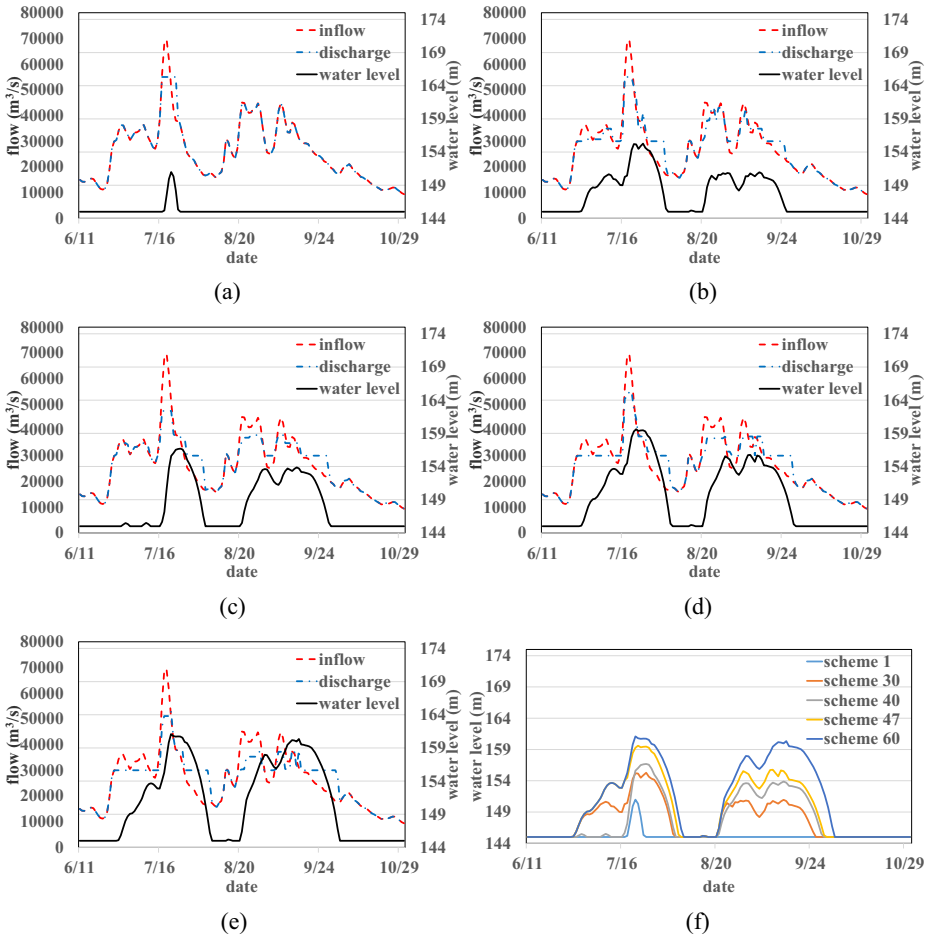 80000
70000
60000
50000
40000
30000
20000
10000
0
flow (m³/s)
inflow
discharge
water level
174
169
164
159
154
149
144
water level (m)
6/11 7/16 8/20 9/24 10/29
date
(a)
80000
70000
60000
50000
40000
30000
20000
10000
0
flow (m³/s)
inflow
discharge
water level
174
169
164
159
154
149
144
water level (m)
6/11 7/16 8/20 9/24 10/29
date
(b)
80000
70000
60000
50000
40000
30000
20000
10000
0
flow (m³/s)
inflow
discharge
water level
174
169
164
159
154
149
144
water level (m)
6/11 7/16 8/20 9/24 10/29
date
(c)
80000
70000
60000
50000
40000
30000
20000
10000
0
flow (m³/s)
inflow
discharge
water level
174
169
164
159
154
149
144
water level (m)
6/11 7/16 8/20 9/24 10/29
date
(d)
80000
70000
60000
50000
40000
30000
20000
10000
0
flow (m³/s)
inflow
discharge
water level
174
169
164
159
154
149
144
water level (m)
6/11 7/16 8/20 9/24 10/29
date
(e)
174
169
164
159
154
149
144
water level (m)
scheme 1
scheme 30
scheme 40
scheme 47
scheme 60
6/11 7/16 8/20 9/24 10/29
date
(f)